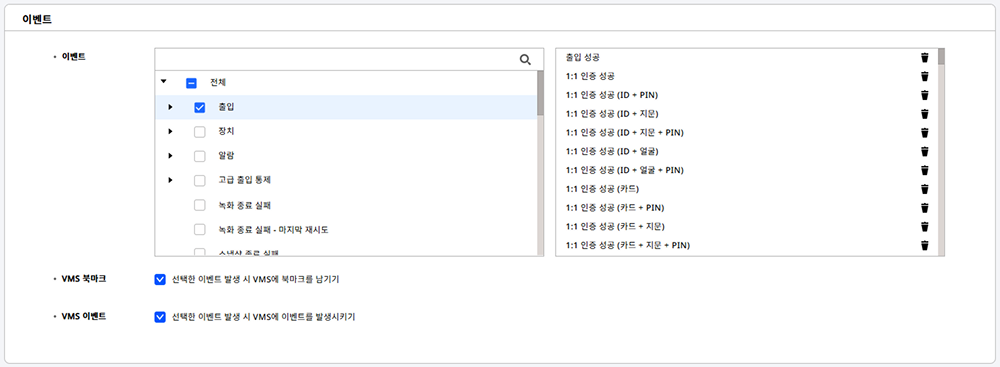 이벤트
• 이벤트
전체
출입
장치
알람
고급 출입 통제
녹화 종료 실패
녹화 종료 실패 - 마지막 재시도
스냅샷 종료 실패
출입 성공
1:1 인증 성공
1:1 인증 성공 (ID + PIN)
1:1 인증 성공 (ID + 지문)
1:1 인증 성공 (ID + 지문 + PIN)
1:1 인증 성공 (ID + 얼굴)
1:1 인증 성공 (ID + 얼굴 + PIN)
1:1 인증 성공 (카드)
1:1 인증 성공 (카드 + PIN)
1:1 인증 성공 (카드 + 지문)
1:1 인증 성공 (카드 + 지문 + PIN)
• VMS 북마크
선택한 이벤트 발생 시 VMS에 북마크를 남기기
• VMS 이벤트
선택한 이벤트 발생 시 VMS에 이벤트를 발생시키기